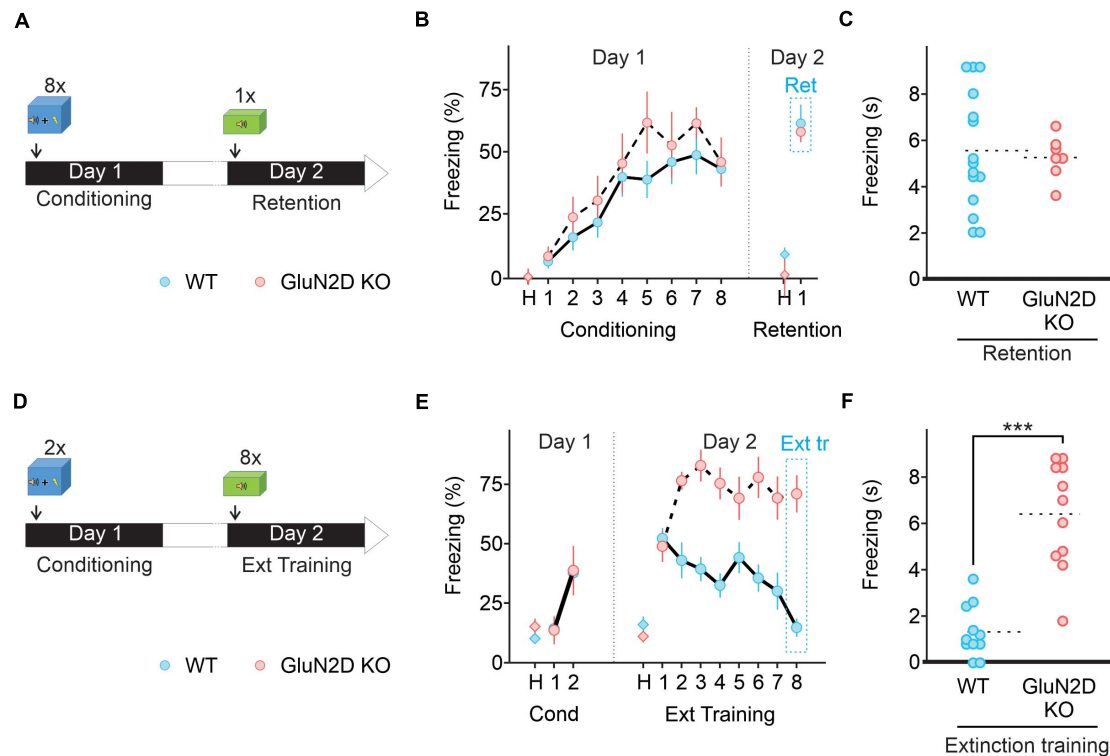 A
8x
1x
Day 1
Day 2
Conditioning
Retention
WT
GluN2D KO
B
Day 1
Day 2
Ret
Freezing (%)
75
50
25
0
H 1 2 3 4 5 6 7 8
H 1
Conditioning
Retention
C
Freezing (s)
8
6
4
2
0
WT
GluN2D
KO
Retention
D
2x
8x
Day 1
Day 2
Conditioning
Ext Training
WT
GluN2D KO
E
Day 1
Day 2
Ext tr
Freezing (%)
75
50
25
0
H 1 2
H 1 2 3 4 5 6 7 8
Cond
Ext Training
F
***
Freezing (s)
8
6
4
2
0
WT
GluN2D
KO
Extinction training